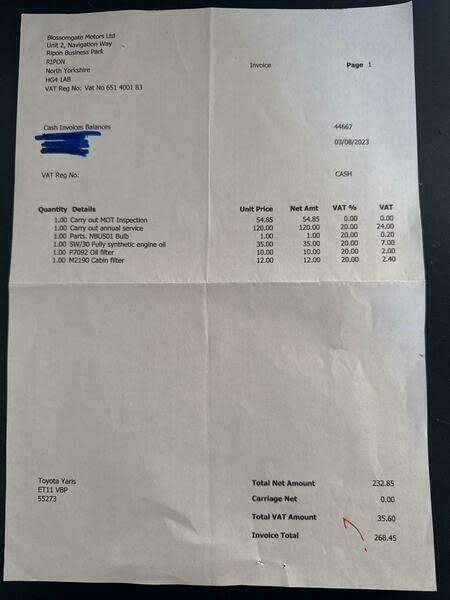 Blossomgate Motors Ltd
Unit 2, Navigation Way
Ripon Business Park
RIPON
North Yorkshire
HG4 1AB
VAT Reg No: Vat No 651 4001 83
Invoice Page 1
Cash Invoices Balances
44667
03/08/2023
VAT Reg No: CASH
Quantity Details Unit Price Net Amt VAT % VAT
1.00 Carry out MOT Inspection 54.85 54.85 0.00 0.00
1.00 Carry out annual service 120.00 120.00 20.00 24.00
1.00 Parts. NBU501 Bulb 1.00 1.00 20.00 0.20
1.00 5W/30 Fully synthetic engine oil 35.00 35.00 20.00 7.00
1.00 P7092 Oil filter 10.00 10.00 20.00 2.00
1.00 M2190 Cabin filter 12.00 12.00 20.00 2.40
Toyota Yaris
ET11 VBP
55273
Total Net Amount 232.85
Carriage Net 0.00
Total VAT Amount 35.60
Invoice Total 268.45